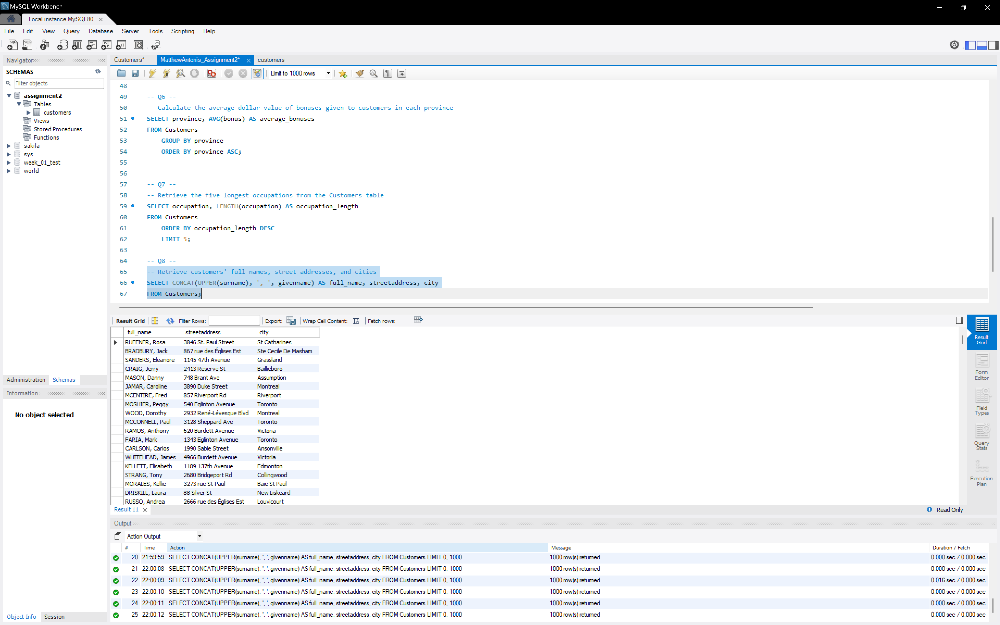 MySQL Workbench
Local instance MySQL80
File Edit View Query Database Server Tools Scripting Help
Navigator
SCHEMAS
Filter objects
assignment2
Tables
customers
Views
Stored Procedures
Functions
sakila
sys
week_01_test
world
Administration Schemas
Information
No object selected
Object Info Session
Customers* MatthewAntonis_Assignment2* customers
Limit to 1000 rows
48
49 -- Q6 --
50 -- Calculate the average dollar value of bonuses given to customers in each province
51 SELECT province, AVG(bonus) AS average_bonuses
52 FROM Customers
53 GROUP BY province
54 ORDER BY province ASC;
55
56
57 -- Q7 --
58 -- Retrieve the five longest occupations from the Customers table
59 SELECT occupation, LENGTH(occupation) AS occupation_length
60 FROM Customers
61 ORDER BY occupation_length DESC
62 LIMIT 5;
63
64 -- Q8 --
65 -- Retrieve customers' full names, street addresses, and cities
66 SELECT CONCAT(UPPER(surname), ', ', givenname) AS full_name, streetaddress, city
67 FROM Customers;
Result Grid Filter Rows: Export: Wrap Cell Content: Fetch rows:
full_name streetaddress city
RUFFNER, Rosa 3846 St. Paul Street St Catharines
BRADBURY, Jack 867 rue des Églises Est Ste Cecile De Masham
SANDERS, Eleanore 1145 47th Avenue Grassland
CRAIG, Jerry 2413 Reserve St Baillieboro
MASON, Danny 748 Brant Ave Assumption
JAMAR, Caroline 3890 Duke Street Montreal
MCENTIRE, Fred 857 Riverport Rd Riverport
MOSHIER, Peggy 540 Eglinton Avenue Toronto
WOOD, Dorothy 2932 René-Lévesque Blvd Montreal
MCCONNELL, Paul 3128 Sheppard Ave Toronto
RAMOS, Anthony 620 Burdett Avenue Victoria
FARIA, Mark 1343 Eglinton Avenue Toronto
CARLSON, Carlos 1990 Sable Street Ansonville
WHITEHEAD, James 4966 Burdett Avenue Victoria
KELLETT, Elisabeth 1189 137th Avenue Edmonton
STRANG, Tony 2680 Bridgeport Rd Collingwood
MORALES, Kellie 3273 rue St-Paul Baie St Paul
DRISKILL, Laura 88 Silver St New Liskeard
RUSSO, Andrea 2666 rue des Églises Est Louvicourt
Result
Grid
Form
Editor
Field
Types
Query
Stats
Execution
Plan
Result 11 Read Only
Output
Action Output
# Time Action Message Duration / Fetch
20 21:59:59 SELECT CONCAT(UPPER(surname), ', ', givenname) AS full_name, streetaddress, city FROM Customers LIMIT 0, 1000 1000 row(s) returned 0.000 sec / 0.000 sec
21 22:00:08 SELECT CONCAT(UPPER(surname), ', ', givenname) AS full_name, streetaddress, city FROM Customers LIMIT 0, 1000 1000 row(s) returned 0.000 sec / 0.000 sec
22 22:00:09 SELECT CONCAT(UPPER(surname), ', ', givenname) AS full_name, streetaddress, city FROM Customers LIMIT 0, 1000 1000 row(s) returned 0.016 sec / 0.000 sec
23 22:00:10 SELECT CONCAT(UPPER(surname), ', ', givenname) AS full_name, streetaddress, city FROM Customers LIMIT 0, 1000 1000 row(s) returned 0.000 sec / 0.000 sec
24 22:00:11 SELECT CONCAT(UPPER(surname), ', ', givenname) AS full_name, streetaddress, city FROM Customers LIMIT 0, 1000 1000 row(s) returned 0.000 sec / 0.000 sec
25 22:00:12 SELECT CONCAT(UPPER(surname), ', ', givenname) AS full_name, streetaddress, city FROM Customers LIMIT 0, 1000 1000 row(s) returned 0.000 sec / 0.000 sec